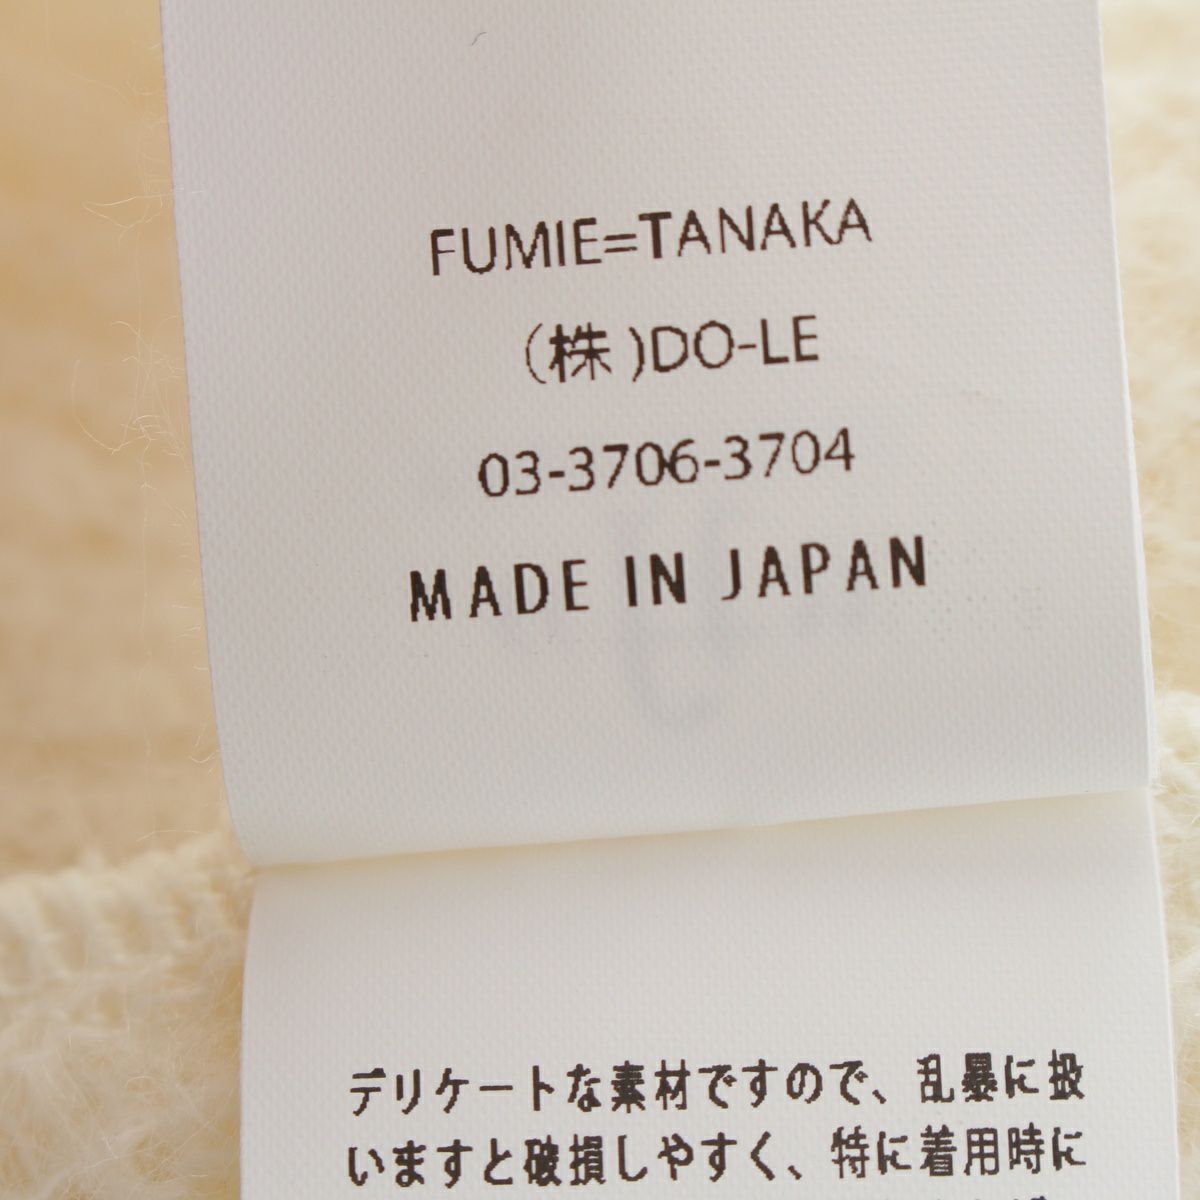 FUMIE=TANAKA
(株)DO-LE
03-3706-3704
MADE IN JAPAN
デリケートな素材ですので、乱暴に扱
いますと破損しやすく、特に着用時に